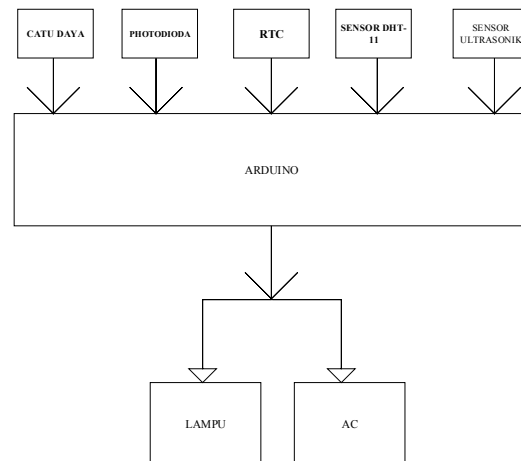 CATU DAYA
PHOTODIODA
RTC
SENSOR DHT-
11
SENSOR
ULTRASONIK
ARDUINO
LAMPU
AC